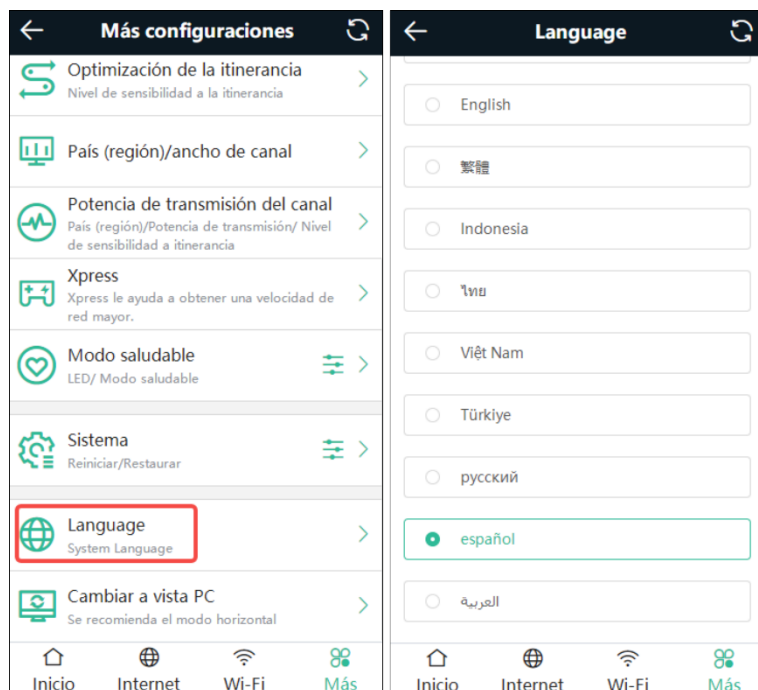 Más configuraciones
Optimización de la itinerancia
Nivel de sensibilidad a la itinerancia
País (región)/ancho de canal
Potencia de transmisión del canal
País (región)/Potencia de transmisión/ Nivel
de sensibilidad a itinerancia
Xpress
Xpress le ayuda a obtener una velocidad de
red mayor.
Modo saludable
LED/ Modo saludable
Sistema
Reiniciar/Restaurar
Language
System Language
Cambiar a vista PC
Se recomienda el modo horizontal
Inicio Internet Wi-Fi Más
Language
English
繁體
Indonesia
ไทย
Việt Nam
Türkiye
русский
español
العربية
Inicio Internet Wi-Fi Más